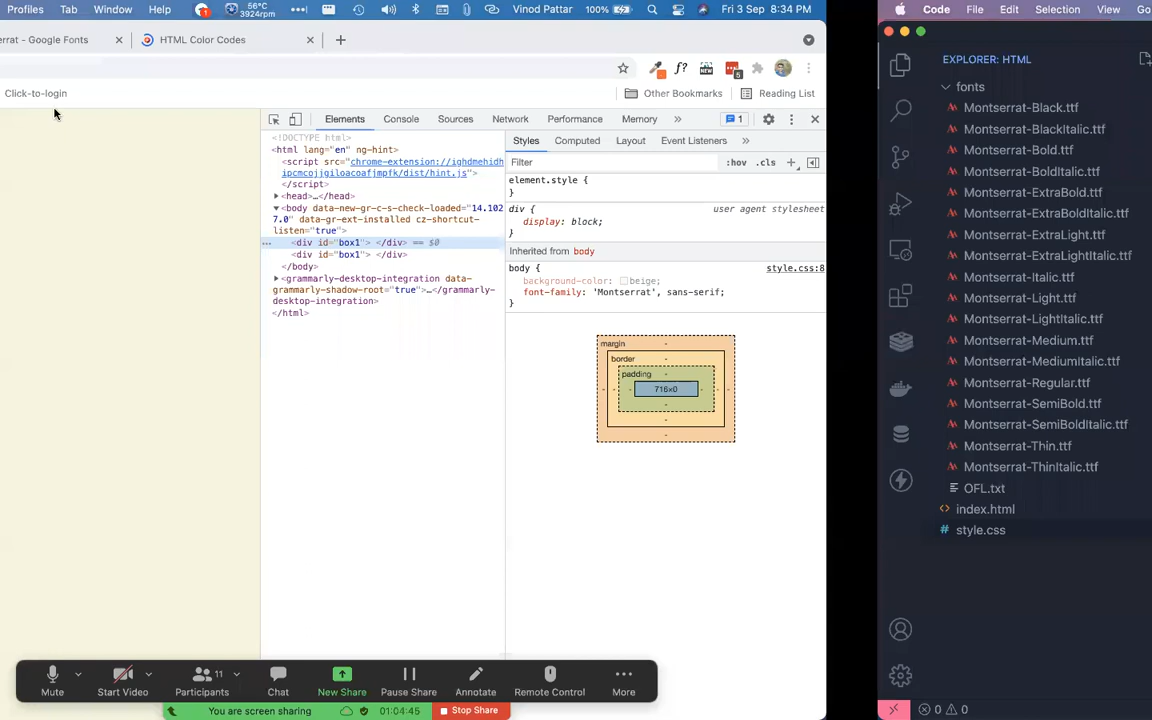 Profiles Tab Window Help 1 56°C 3924rpm Vinod Pattar 100% Fri 3 Sep 8:34 PM
Code File Edit Selection View Go
rrat - Google Fonts
HTML Color Codes
f? NEW 5
Click-to-login
Other Bookmarks
Reading List
Elements Console Sources Network Performance Memory » 1
<!DOCTYPE html>
<html lang="en" ng-hint>
<script src="chrome-extension://ighdmehidh
ipcmcojjgiloacoafjmpfk/dist/hint.js">
</script>
<head>…</head>
<body data-new-gr-c-s-check-loaded="14.102
7.0" data-gr-ext-installed cz-shortcut-
listen="true">
<div id="box1"> </div> == $0
<div id="box1"> </div>
</body>
<grammarly-desktop-integration data-
grammarly-shadow-root="true">…</grammarly-
desktop-integration>
</html>
Styles Computed Layout Event Listeners »
Filter :hov .cls +
element.style {
}
div { user agent stylesheet
display: block;
}
Inherited from body
body { style.css:8
background-color: beige;
font-family: 'Montserrat', sans-serif;
}
margin -
border -
padding -
- - - 716×0 - - -
-
-
-
EXPLORER: HTML
fonts
Montserrat-Black.ttf
Montserrat-BlackItalic.ttf
Montserrat-Bold.ttf
Montserrat-BoldItalic.ttf
Montserrat-ExtraBold.ttf
Montserrat-ExtraBoldItalic.ttf
Montserrat-ExtraLight.ttf
Montserrat-ExtraLightItalic.ttf
Montserrat-Italic.ttf
Montserrat-Light.ttf
Montserrat-LightItalic.ttf
Montserrat-Medium.ttf
Montserrat-MediumItalic.ttf
Montserrat-Regular.ttf
Montserrat-SemiBold.ttf
Montserrat-SemiBoldItalic.ttf
Montserrat-Thin.ttf
Montserrat-ThinItalic.ttf
OFL.txt
index.html
style.css
0 0
11
Mute Start Video Participants Chat New Share Pause Share Annotate Remote Control More
You are screen sharing 01:04:45 Stop Share